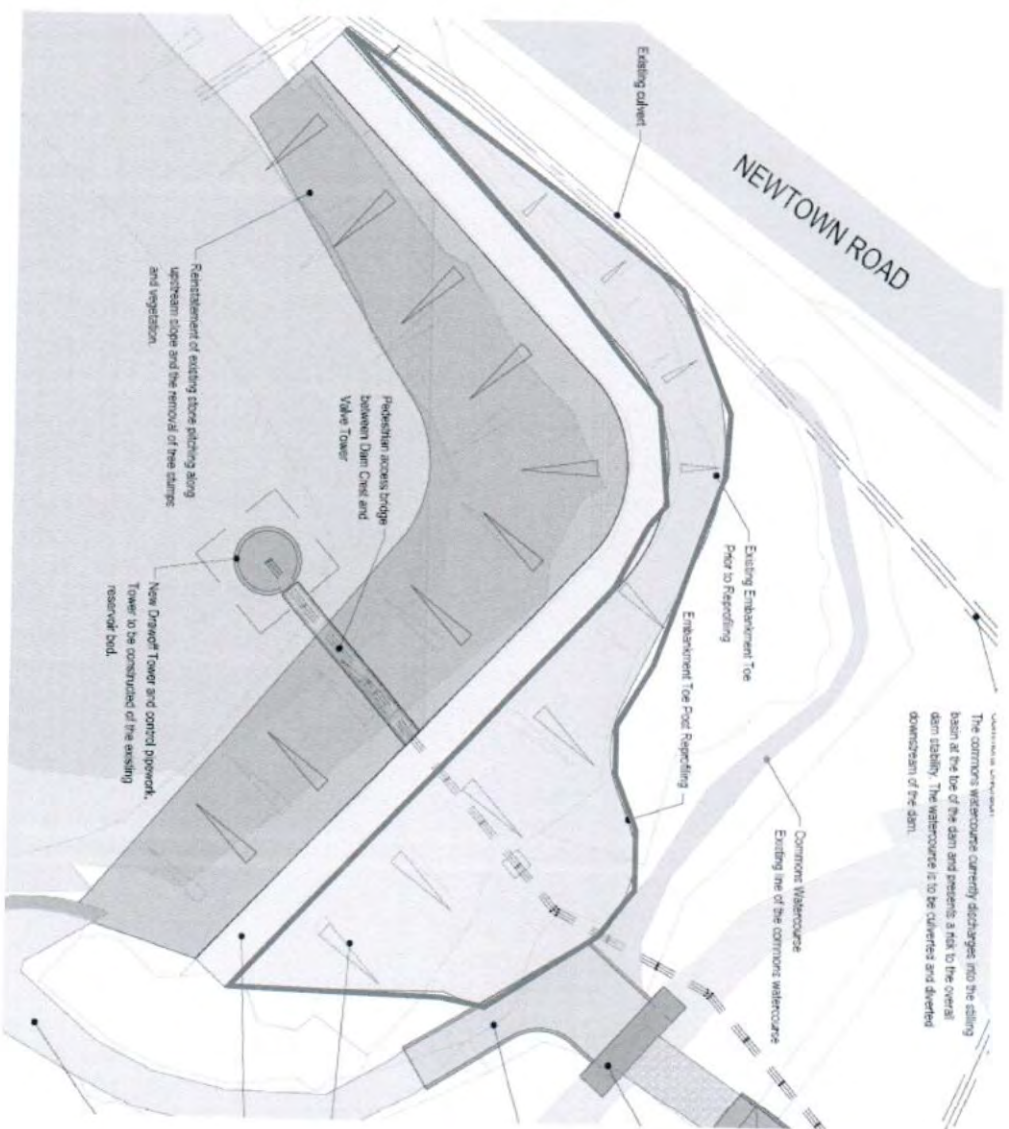 NEWTOWN ROAD
Existing culvert
The commons watercourse currently discharges into the stilling
basin at the toe of the dam and presents a risk to the overall
dam stability. The watercourse is to be culverted and diverted
downstream of the dam.
Commons Watercourse
Existing line of the commons watercourse
Existing Embankment Toe
Prior to Reprofiling
Embankment Toe Post Reprofiling
Pedestrian access bridge
between Dam Crest and
Valve Tower
Reinstatement of existing stone pitching along
upstream slope and the removal of tree stumps
and vegetation.
New Drawoff Tower and control pipework.
Tower to be constructed of the existing
reservoir bed.